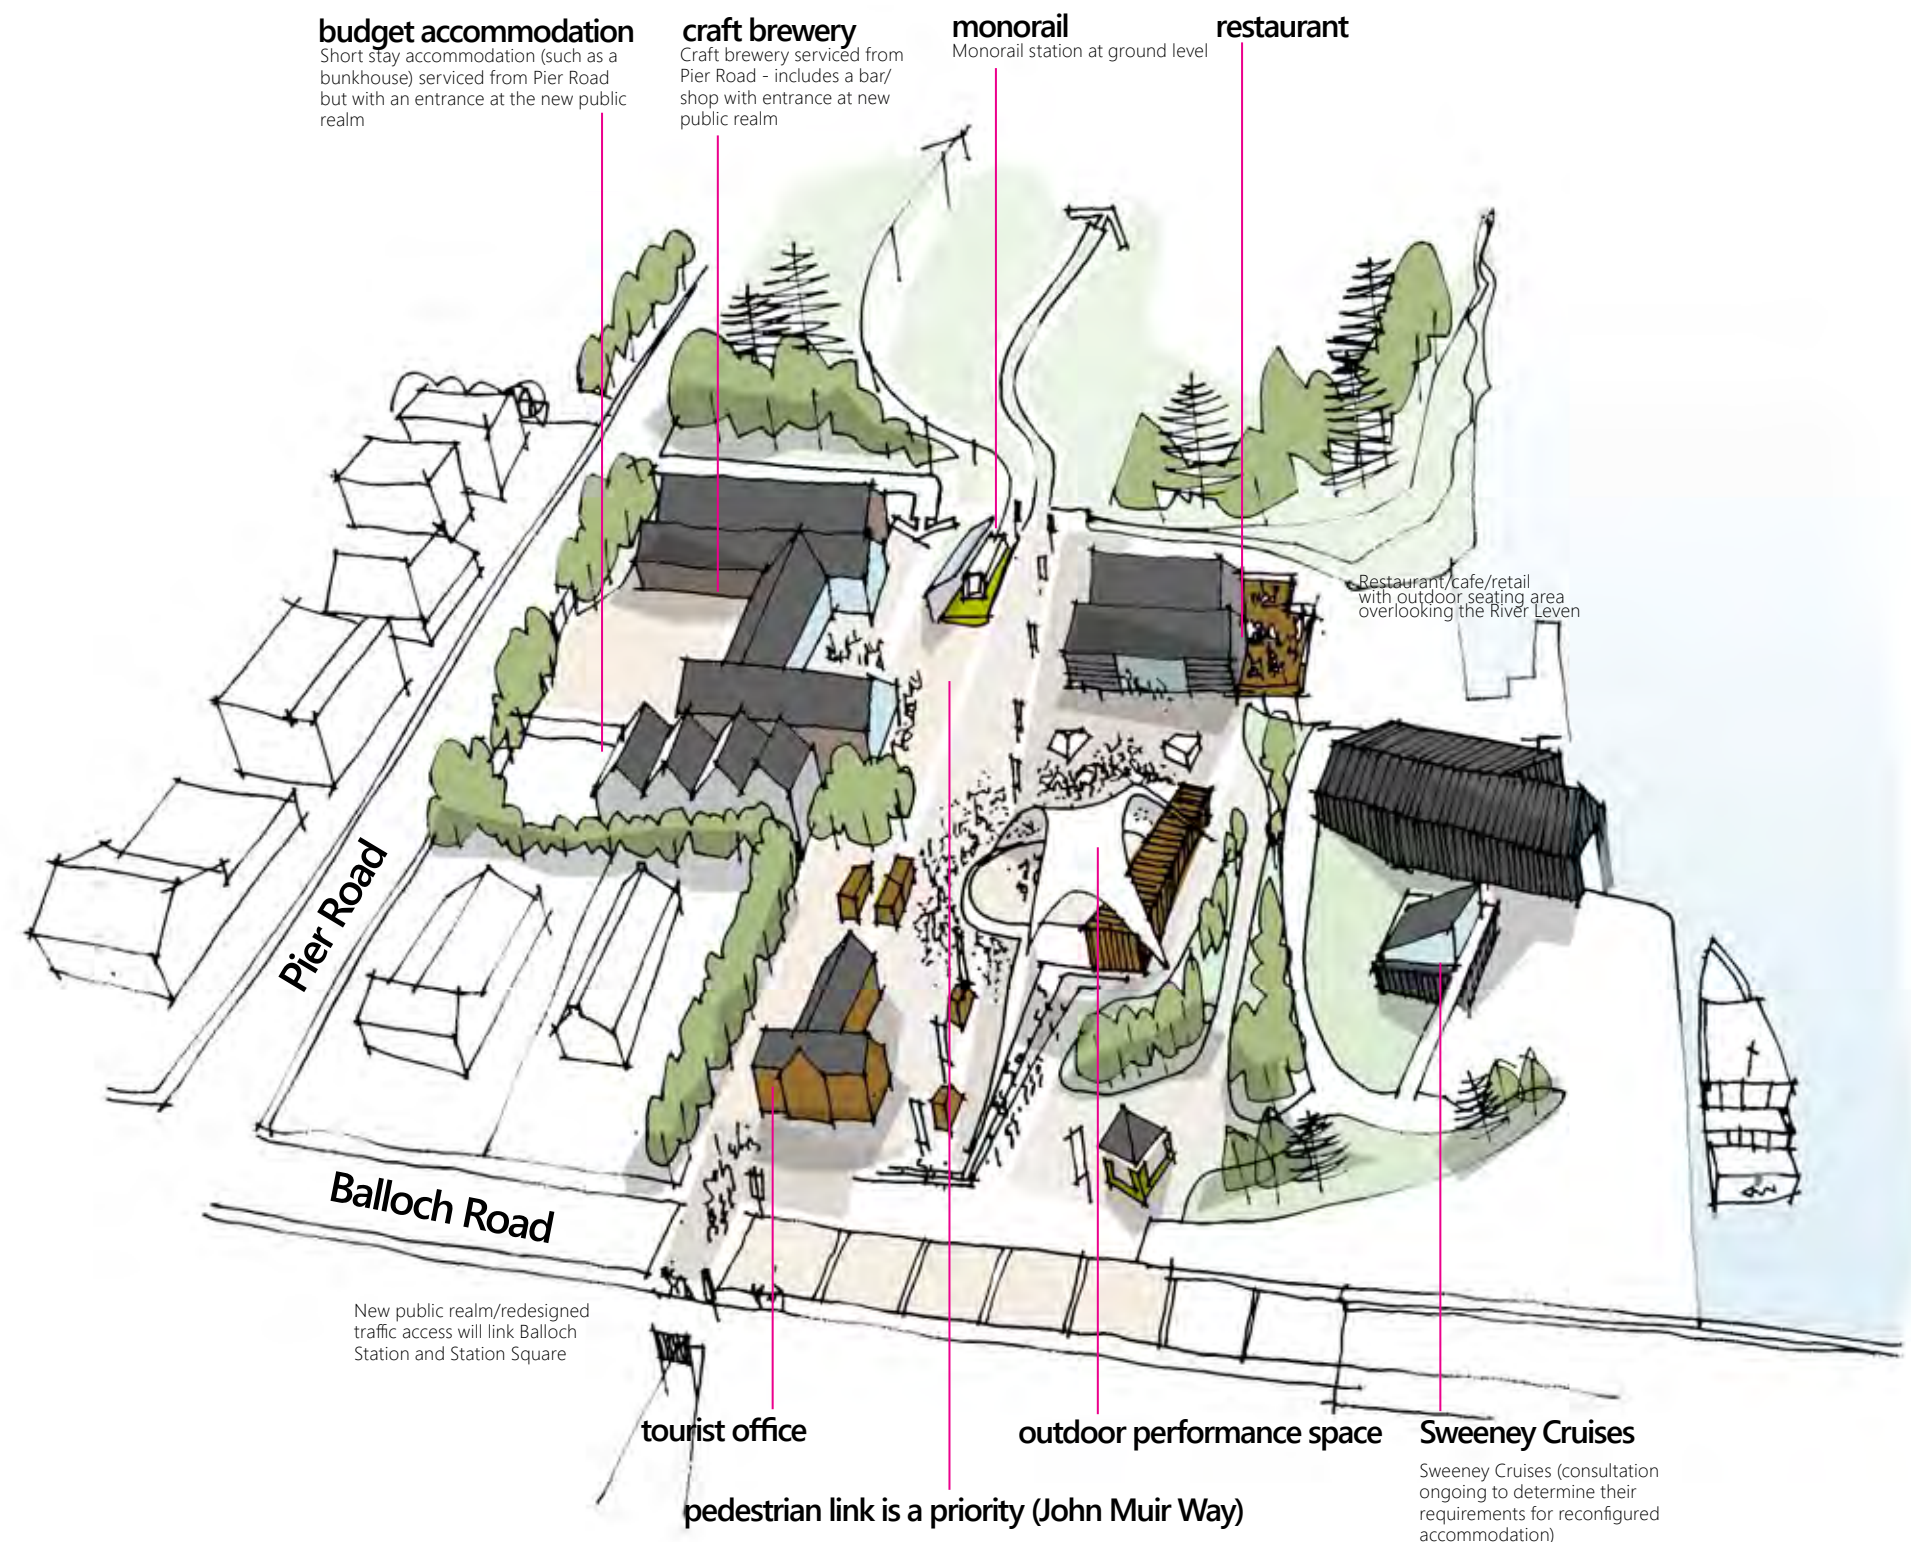 budget accommodation
Short stay accommodation (such as a
bunkhouse) serviced from Pier Road
but with an entrance at the new public
realm
craft brewery
Craft brewery serviced from
Pier Road - includes a bar/
shop with entrance at new
public realm
monorail
Monorail station at ground level
restaurant
Restaurant/cafe/retail
with outdoor seating area
overlooking the River Leven
Pier Road
Balloch Road
New public realm/redesigned
traffic access will link Balloch
Station and Station Square
tourist office
outdoor performance space
Sweeney Cruises
Sweeney Cruises (consultation
ongoing to determine their
requirements for reconfigured
accommodation)
pedestrian link is a priority (John Muir Way)